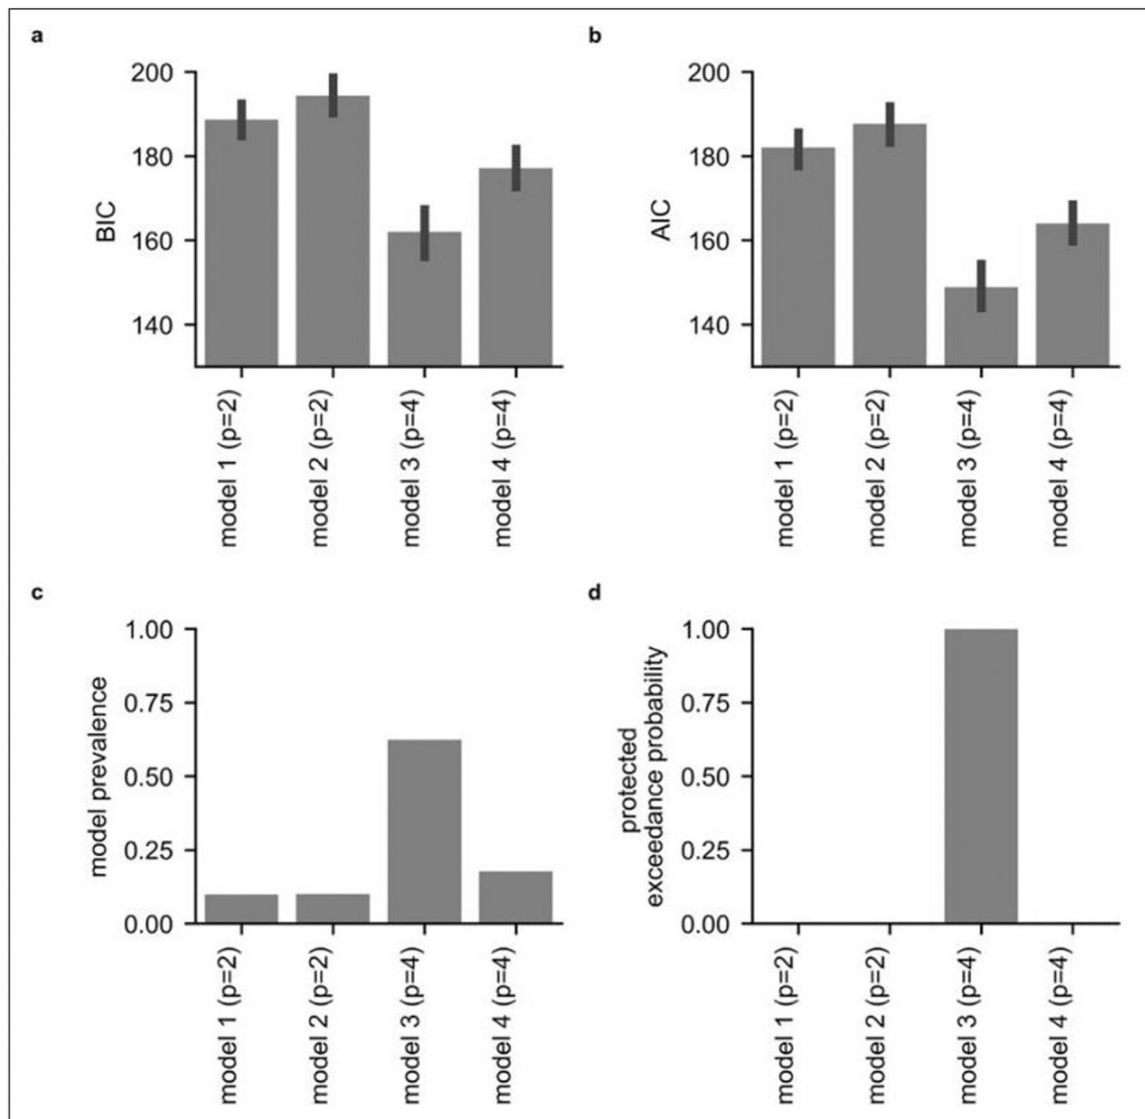 a
200
180
160
140
BIC
model 1 (p=2)
model 2 (p=2)
model 3 (p=4)
model 4 (p=4)
b
200
180
160
140
AIC
model 1 (p=2)
model 2 (p=2)
model 3 (p=4)
model 4 (p=4)
c
1.00
0.75
0.50
0.25
0.00
model prevalence
model 1 (p=2)
model 2 (p=2)
model 3 (p=4)
model 4 (p=4)
d
1.00
0.75
0.50
0.25
0.00
protected
exceedance probability
model 1 (p=2)
model 2 (p=2)
model 3 (p=4)
model 4 (p=4)